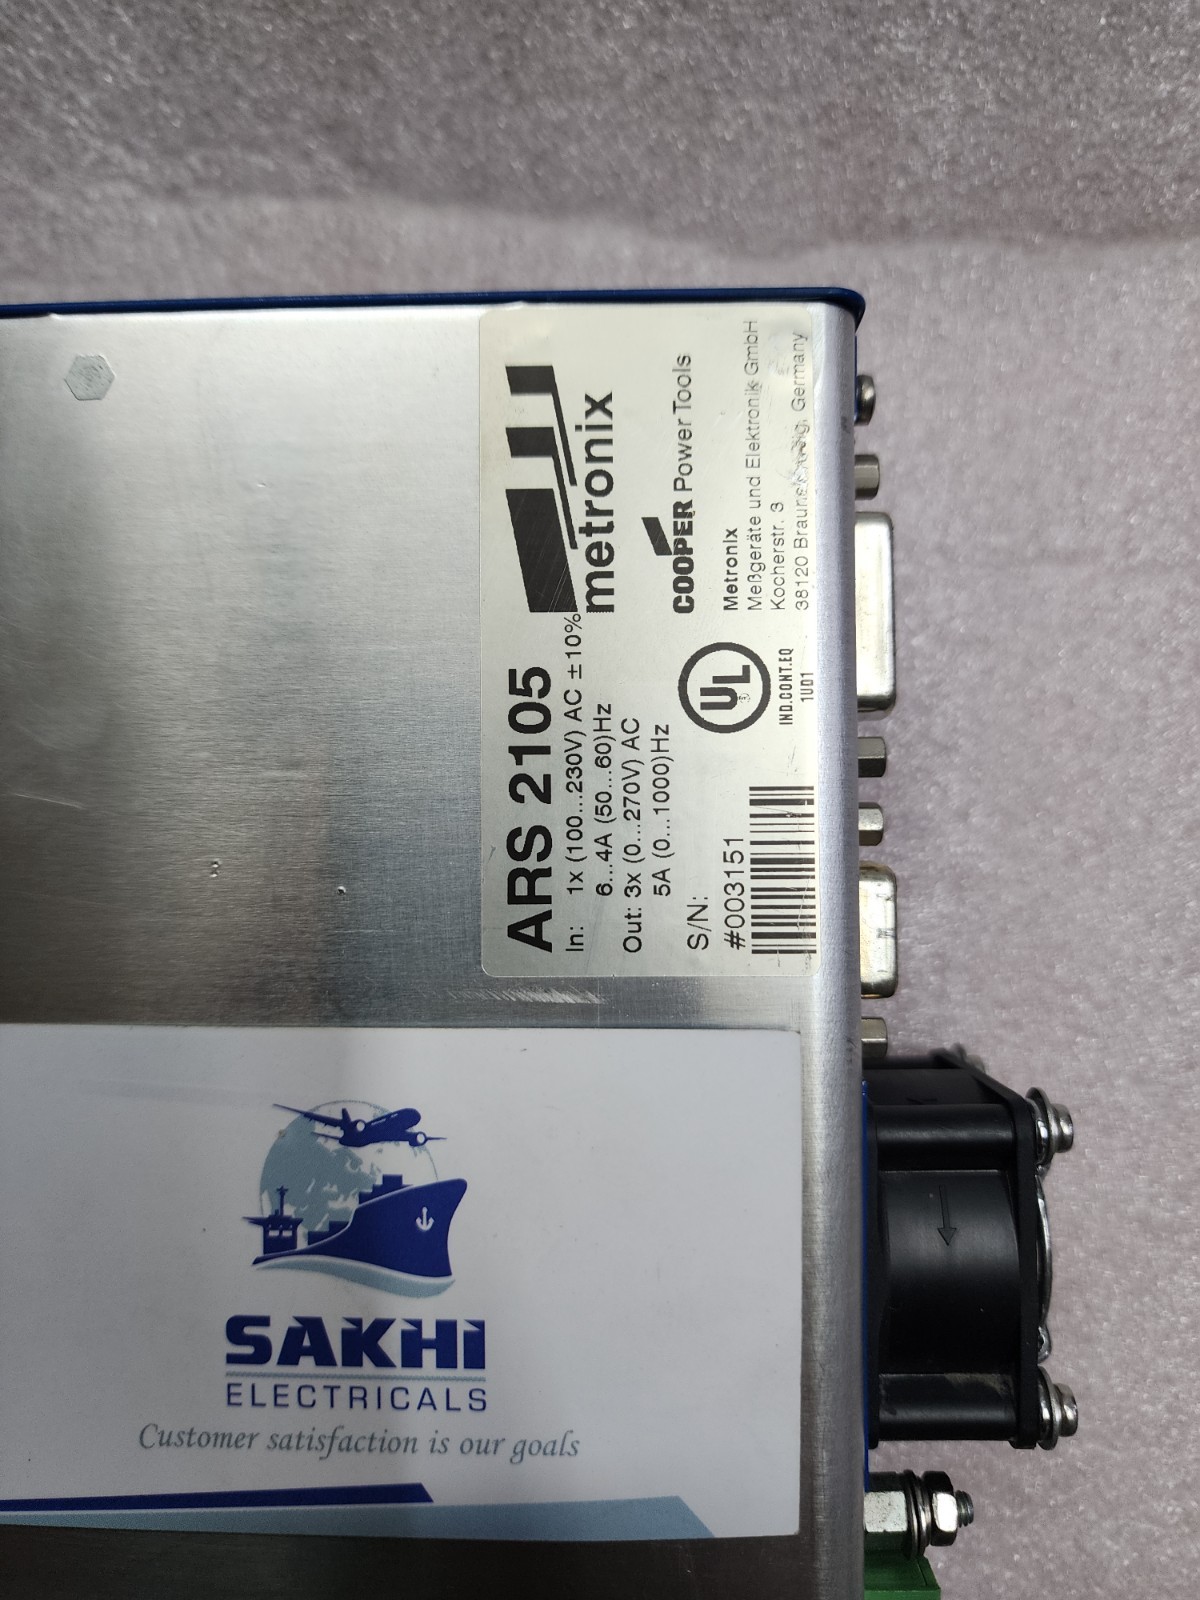 ARS 2105
In: 1x (100...230V) AC ±10%
6...4A (50...60)Hz
Out: 3x (0...270V) AC
5A (0...1000)Hz
S/N:
#003151
UL
IND.CONT.EQ
1U01
metronix
COOPER Power Tools
Metronix
Meßgeräte und Elektronik GmbH
Kocherstr. 3
38120 Braunschweig, Germany
SAKHI
ELECTRICALS
Customer satisfaction is our goals